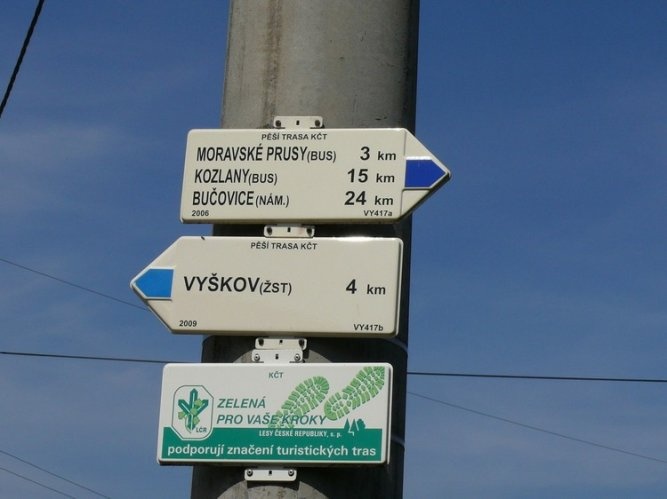 PĚŠÍ TRASA KČT
MORAVSKÉ PRUSY(BUS) 3 km
KOZLANY(BUS) 15 km
BUČOVICE(NÁM.) 24 km
2006 VY417a
PĚŠÍ TRASA KČT
VYŠKOV(ŽST) 4 km
2009 VY417b
KČT
ZELENÁ
PRO VAŠE KROKY
LČR
LESY ČESKÉ REPUBLIKY, s. p.
podporují značení turistických tras